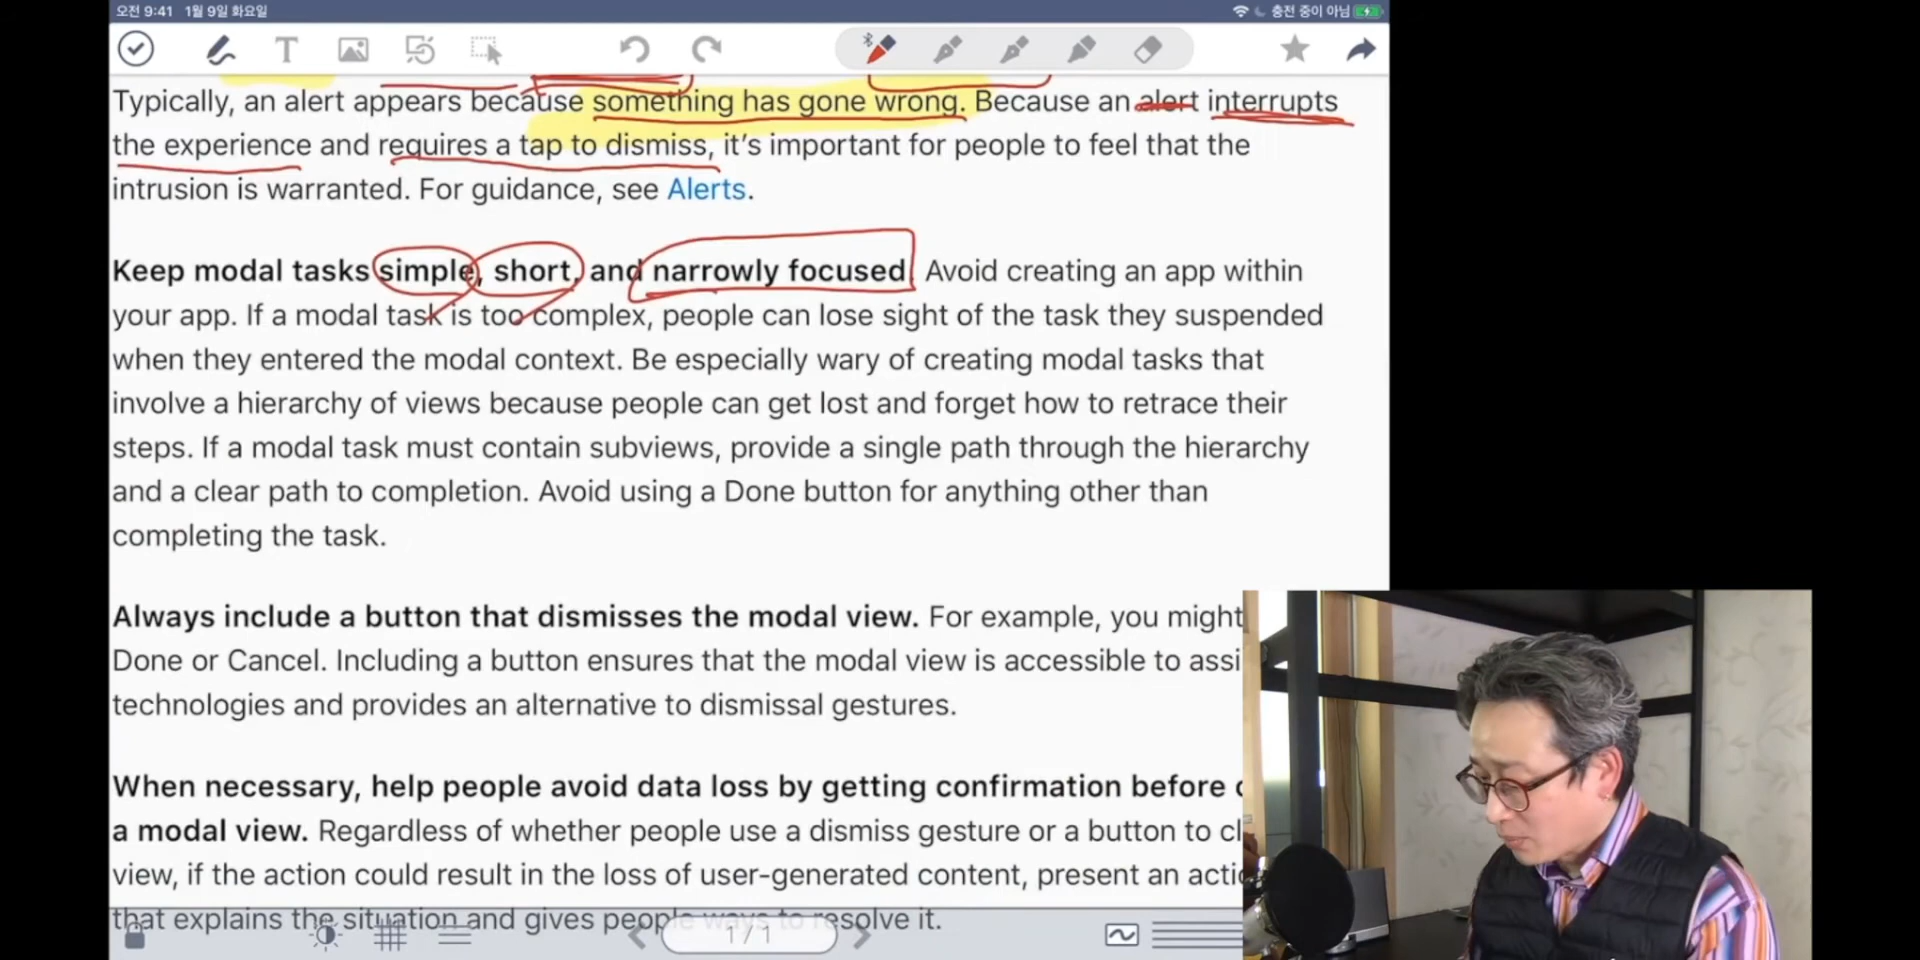 오전 9:41 1월 9일 화요일 충전 중이 아님
T
Typically, an alert appears because something has gone wrong. Because an alert interrupts
the experience and requires a tap to dismiss, it's important for people to feel that the
intrusion is warranted. For guidance, see Alerts.
Keep modal tasks simple, short, and narrowly focused. Avoid creating an app within
your app. If a modal task is too complex, people can lose sight of the task they suspended
when they entered the modal context. Be especially wary of creating modal tasks that
involve a hierarchy of views because people can get lost and forget how to retrace their
steps. If a modal task must contain subviews, provide a single path through the hierarchy
and a clear path to completion. Avoid using a Done button for anything other than
completing the task.
Always include a button that dismisses the modal view. For example, you might
Done or Cancel. Including a button ensures that the modal view is accessible to assi
technologies and provides an alternative to dismissal gestures.
When necessary, help people avoid data loss by getting confirmation before
a modal view. Regardless of whether people use a dismiss gesture or a button to cl
view, if the action could result in the loss of user-generated content, present an actio
that explains the situation and gives people ways to resolve it.
1 / 1